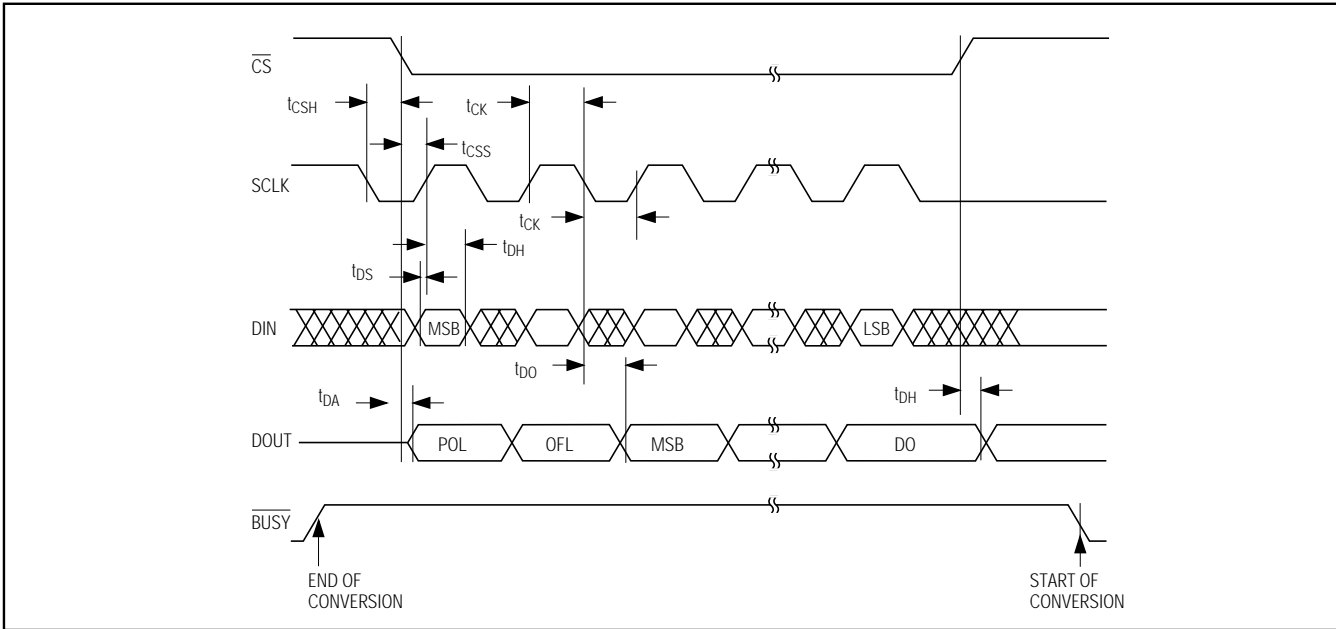 CS
tCSH
tCK
tCSS
SCLK
tCK
tDH
tDS
DIN
MSB
LSB
tDO
tDA
tDH
DOUT
POL
OFL
MSB
DO
BUSY
END OF
CONVERSION
START OF
CONVERSION